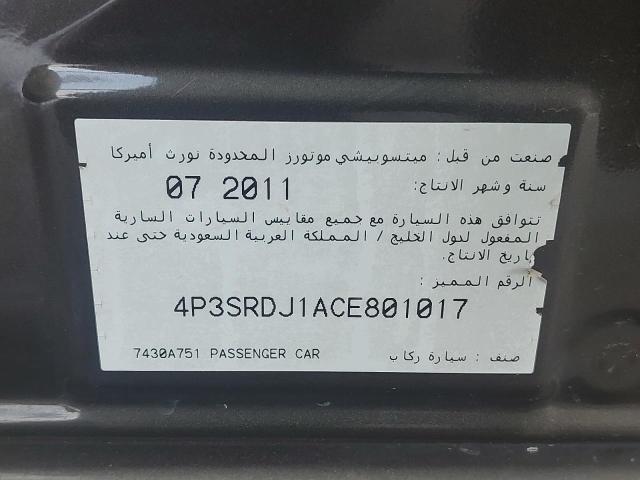 صنعت من قبل: ميتسوبيشي موتورز المحدودة نورث أميركا
سنة وشهر الانتاج: 07 2011
تتوافق هذه السيارة مع جميع مقاييس السيارات السارية
المفعول لدول الخليج / المملكة العربية السعودية حتى عند
تاريخ الانتاج.
الرقم المميز:
4P3SRDJ1ACE801017
صنف: سيارة ركاب 7430A751 PASSENGER CAR